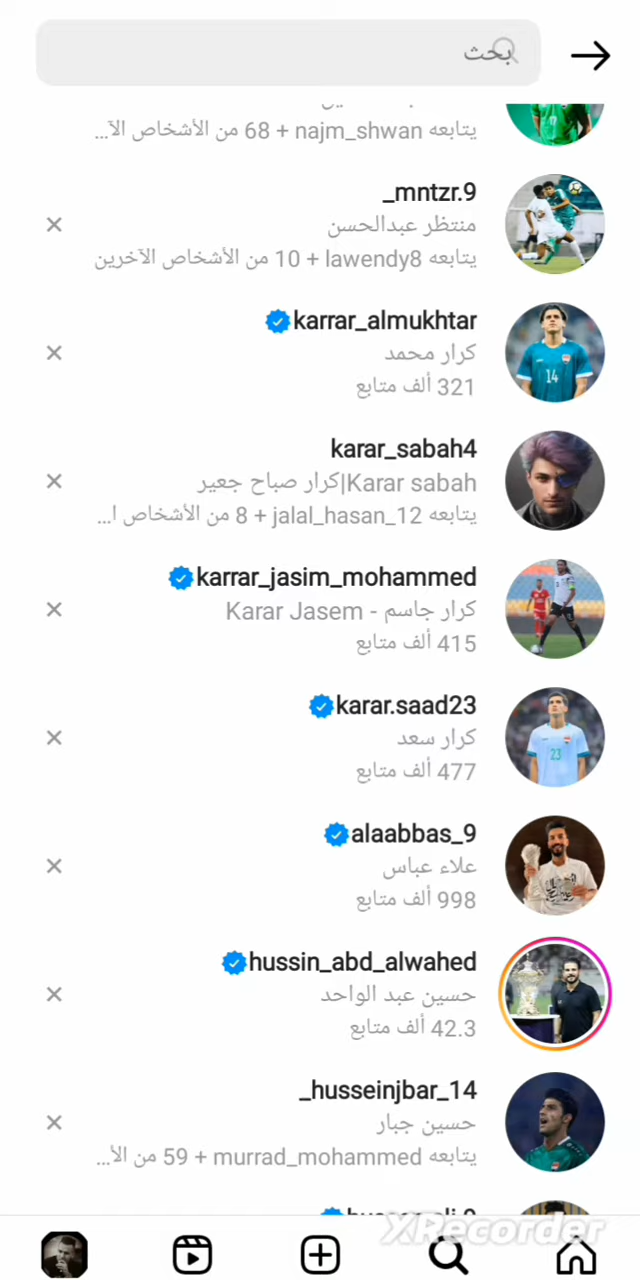 بحث
يتابعه najm_shwan + 68 من الأشخاص الآ...
_mntzr.9
منتظر عبدالحسن
يتابعه lawendy8 + 10 من الأشخاص الآخرين
karrar_almukhtar
كرار محمد
321 ألف متابع
karar_sabah4
Karar sabah|كرار صباح جعير
يتابعه jalal_hasan_12 + 8 من الأشخاص ا...
karrar_jasim_mohammed
كرار جاسم - Karar Jasem
415 ألف متابع
karar.saad23
كرار سعد
477 ألف متابع
alaabbas_9
علاء عباس
998 ألف متابع
hussin_abd_alwahed
حسين عبد الواحد
42.3 ألف متابع
_husseinjbar_14
حسين جبار
يتابعه murrad_mohammed + 59 من الأ...
XRecorder